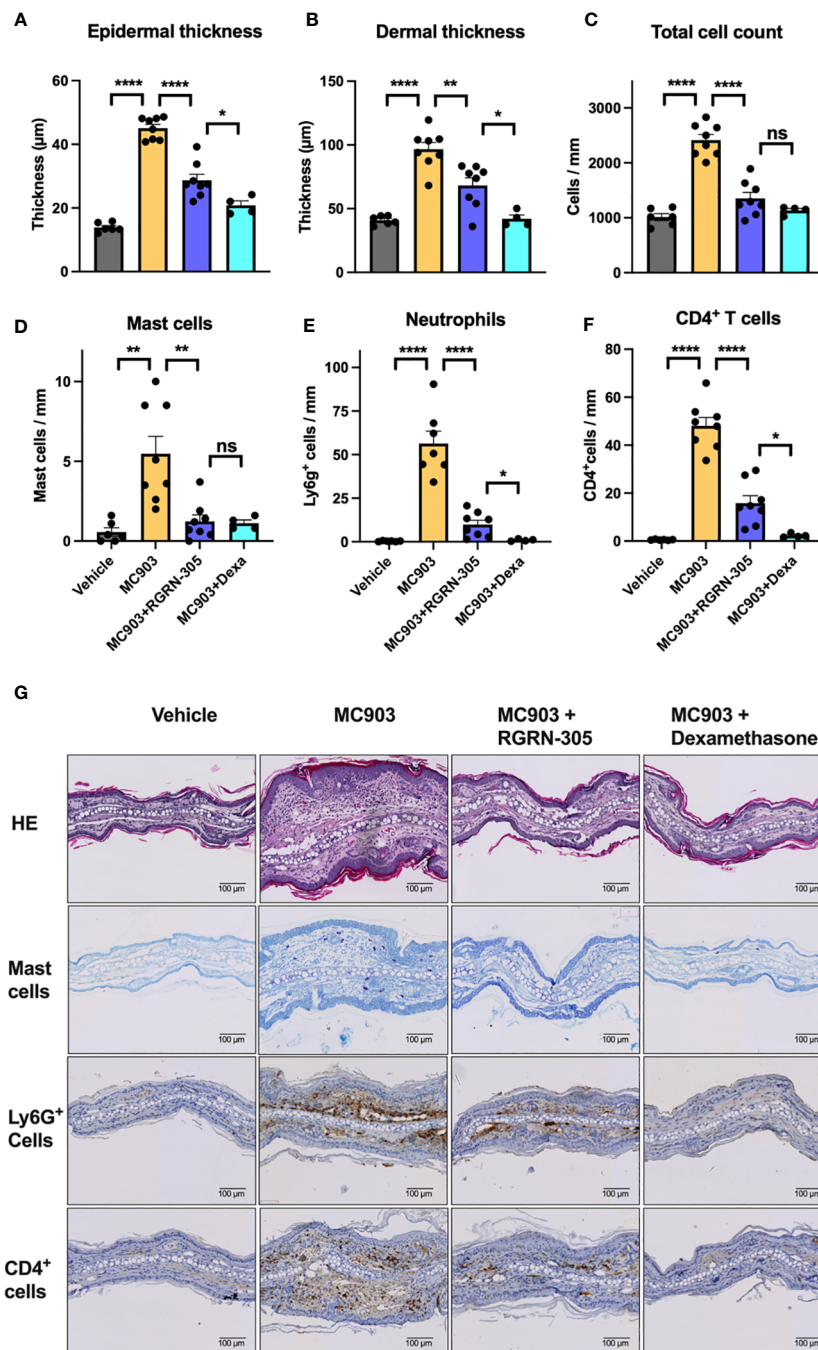 A
Epidermal thickness
Thickness (μm)
60
40
20
0
****
****
*
B
Dermal thickness
Thickness (μm)
150
100
50
0
****
**
*
C
Total cell count
Cells / mm
3000
2000
1000
0
****
****
ns
D
Mast cells
Mast cells / mm
10
5
0
**
**
ns
Vehicle
MC903
MC903+RGRN-305
MC903+Dexa
E
Neutrophils
Ly6g⁺ cells / mm
100
75
50
25
0
****
****
*
Vehicle
MC903
MC903+RGRN-305
MC903+Dexa
F
CD4⁺ T cells
CD4⁺cells / mm
80
60
40
20
0
****
****
*
Vehicle
MC903
MC903+RGRN-305
MC903+Dexa
G
Vehicle
MC903
MC903 +
RGRN-305
MC903 +
Dexamethasone
HE
100 μm
100 μm
100 μm
100 μm
Mast
cells
100 μm
100 μm
100 μm
100 μm
Ly6G⁺
Cells
100 μm
100 μm
100 μm
100 μm
CD4⁺
cells
100 μm
100 μm
100 μm
100 μm